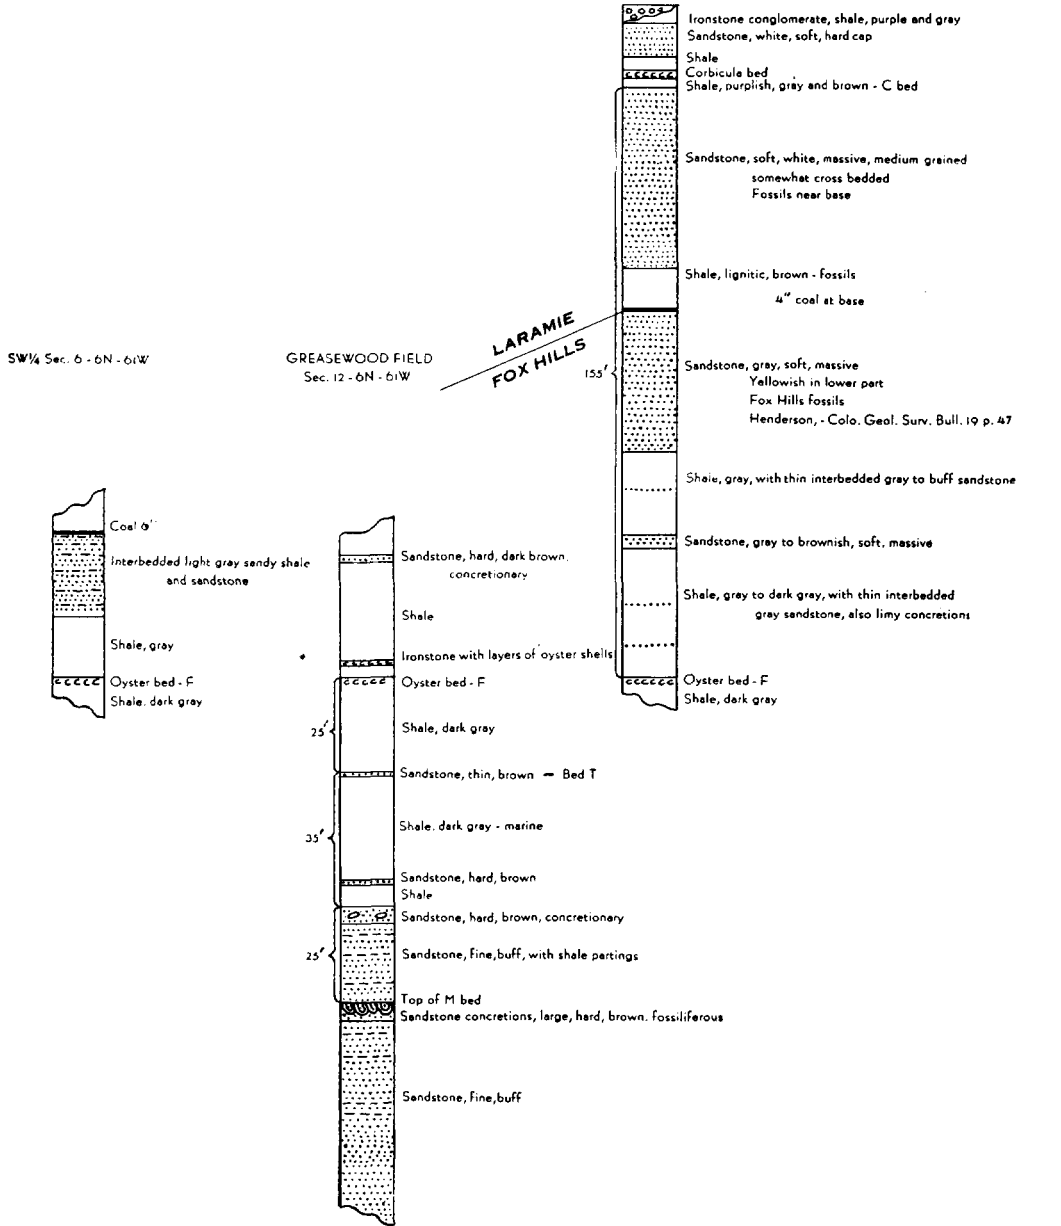 Ironstone conglomerate, shale, purple and gray
Sandstone, white, soft, hard cap
Shale
Corbicula bed
Shale, purplish, gray and brown - C bed
Sandstone, soft, white, massive, medium grained
somewhat cross bedded
Fossils near base
Shale, lignitic, brown - fossils
4" coal at base
LARAMIE
FOX HILLS
155'
Sandstone, gray, soft, massive
Yellowish in lower part
Fox Hills fossils
Henderson, - Colo. Geol. Surv. Bull. 19 p. 47
Shale, gray, with thin interbedded gray to buff sandstone
Sandstone, gray to brownish, soft, massive
Shale, gray to dark gray, with thin interbedded
gray sandstone, also limy concretions
Oyster bed - F
Shale, dark gray
SW¼ Sec. 6 - 6N - 61W
Coal 6"
Interbedded light gray sandy shale
and sandstone
Shale, gray
Oyster bed - F
Shale. dark gray
GREASEWOOD FIELD
Sec. 12 - 6N - 61W
Sandstone, hard, dark brown.
concretionary
Shale
Ironstone with layers of oyster shells
Oyster bed - F
25'
Shale, dark gray
Sandstone, thin, brown - Bed T
35'
Shale. dark gray - marine
Sandstone, hard, brown
Shale
Sandstone, hard, brown, concretionary
25'
Sandstone, fine, buff, with shale partings
Top of M bed
Sandstone concretions, large, hard, brown. fossiliferous
Sandstone, fine, buff